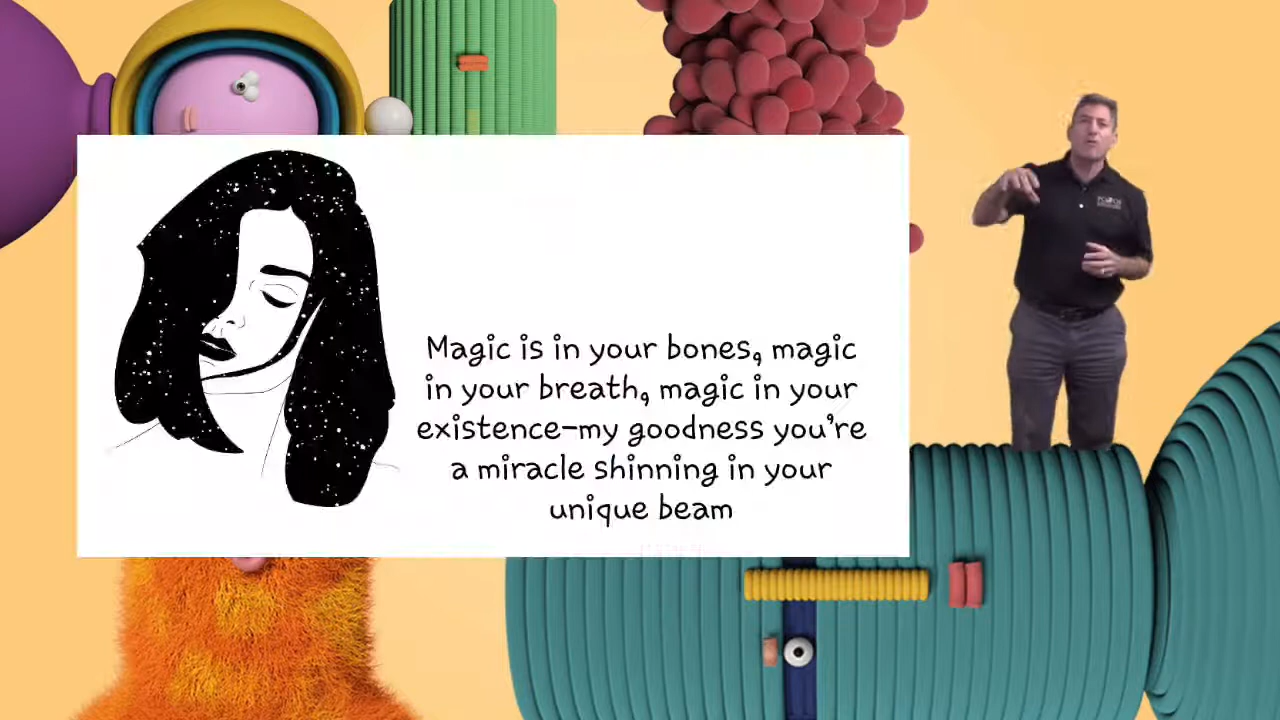 Magic is in your bones, magic
in your breath, magic in your
existence-my goodness you're
a miracle shinning in your
unique beam